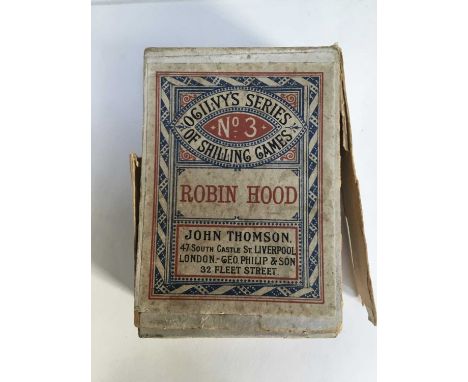 OGILVY'S SERIES
No 3
OF SHILLING GAMES
ROBIN HOOD
JOHN THOMSON.
47 SOUTH CASTLE ST. LIVERPOOL
LONDON.-GEO. PHILIP & SON
32 FLEET STREET.